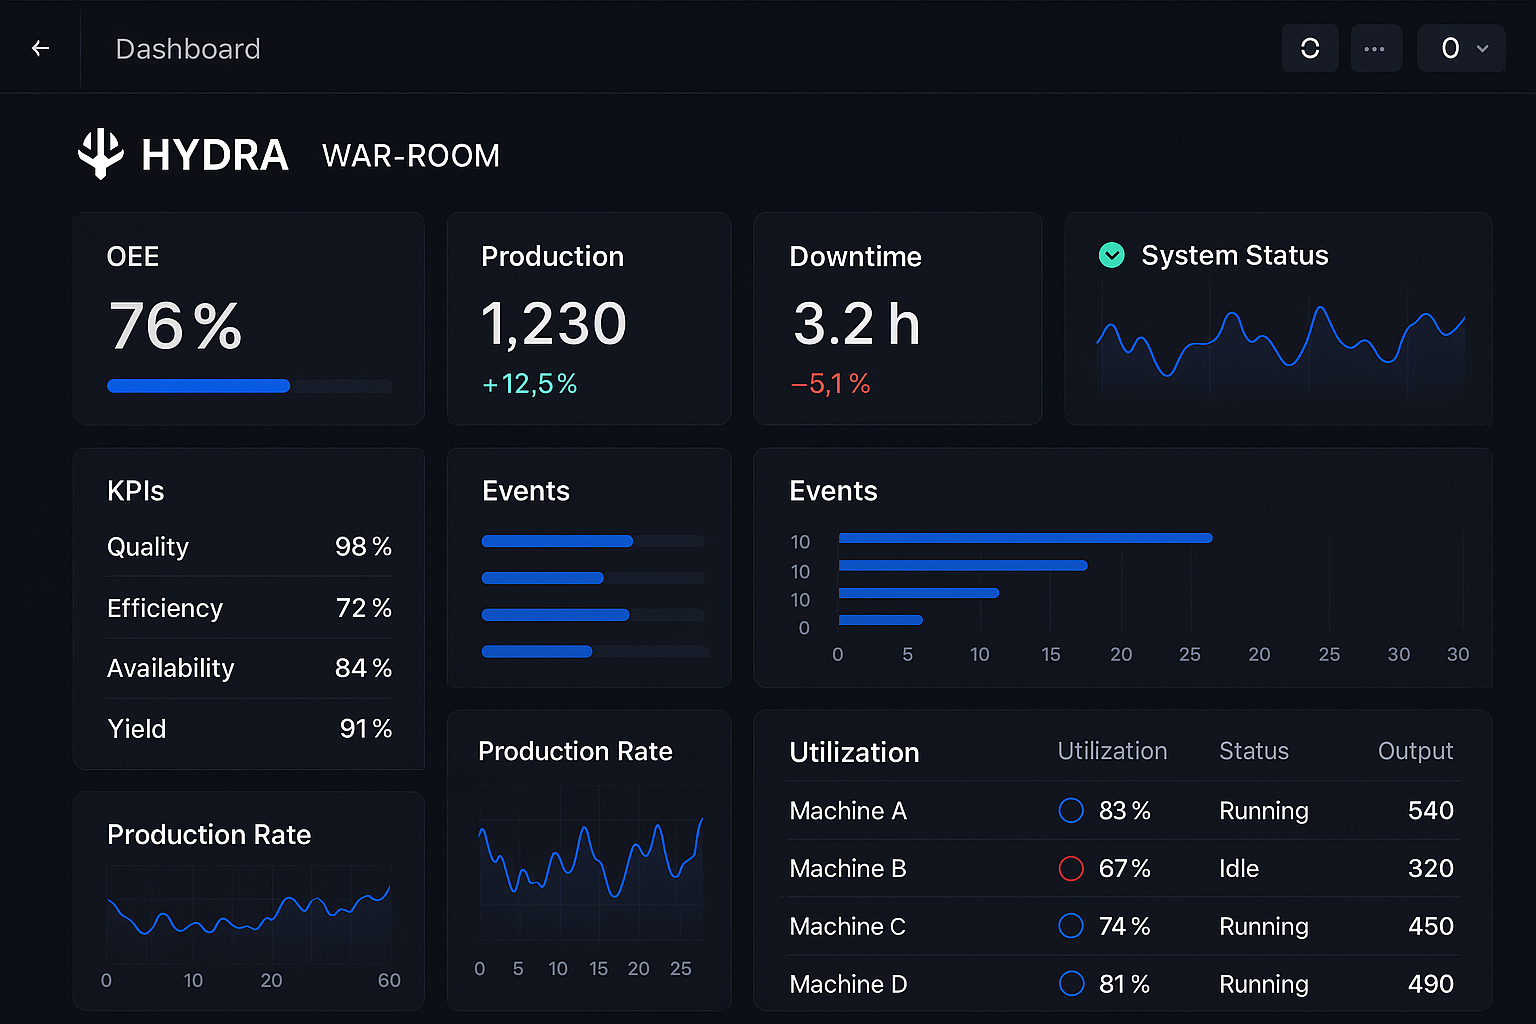 Dashboard
0
HYDRA WAR-ROOM
OEE
76 %
Production
1,230
+12,5 %
Downtime
3.2 h
−5,1 %
System Status
KPIs
Quality 98 %
Efficiency 72 %
Availability 84 %
Yield 91 %
Events
Events
10
10
10
0
0 5 10 15 20 25 20 25 30 30
Production Rate
0 10 20 60
Production Rate
0 5 10 15 20 25
Utilization Utilization Status Output
Machine A 83 % Running 540
Machine B 67 % Idle 320
Machine C 74 % Running 450
Machine D 81 % Running 490